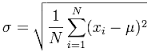 σ = √(1/N ∑_{i=1}^{N} (x_i − μ)²)